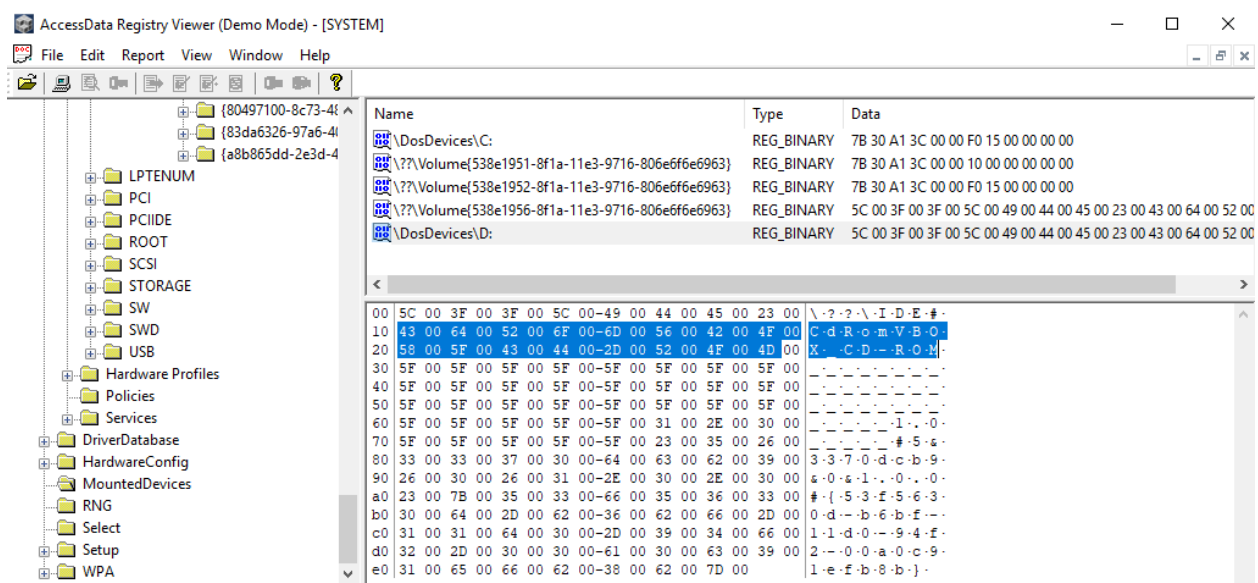 AccessData Registry Viewer (Demo Mode) - [SYSTEM]
File Edit Report View Window Help
{80497100-8c73-48
{83da6326-97a6-40
{a8b865dd-2e3d-4
LPTENUM
PCI
PCIIDE
ROOT
SCSI
STORAGE
SW
SWD
USB
Hardware Profiles
Policies
Services
DriverDatabase
HardwareConfig
MountedDevices
RNG
Select
Setup
WPA
Name Type Data
\DosDevices\C: REG_BINARY 7B 30 A1 3C 00 00 F0 15 00 00 00 00
\??\Volume{538e1951-8f1a-11e3-9716-806e6f6e6963} REG_BINARY 7B 30 A1 3C 00 00 10 00 00 00 00 00
\??\Volume{538e1952-8f1a-11e3-9716-806e6f6e6963} REG_BINARY 7B 30 A1 3C 00 00 F0 15 00 00 00 00
\??\Volume{538e1956-8f1a-11e3-9716-806e6f6e6963} REG_BINARY 5C 00 3F 00 3F 00 5C 00 49 00 44 00 45 00 23 00 43 00 64 00 52 00
\DosDevices\D: REG_BINARY 5C 00 3F 00 3F 00 5C 00 49 00 44 00 45 00 23 00 43 00 64 00 52 00
00 5C 00 3F 00 3F 00 5C 00-49 00 44 00 45 00 23 00 \·?·?·\·I·D·E·#·
10 43 00 64 00 52 00 6F 00-6D 00 56 00 42 00 4F 00 C·d·R·o·m·V·B·O·
20 58 00 5F 00 43 00 44 00-2D 00 52 00 4F 00 4D 00 X·_·C·D·-·R·O·M·
30 5F 00 5F 00 5F 00 5F 00-5F 00 5F 00 5F 00 5F 00 _·_·_·_·_·_·_·_·
40 5F 00 5F 00 5F 00 5F 00-5F 00 5F 00 5F 00 5F 00 _·_·_·_·_·_·_·_·
50 5F 00 5F 00 5F 00 5F 00-5F 00 5F 00 5F 00 5F 00 _·_·_·_·_·_·_·_·
60 5F 00 5F 00 5F 00 5F 00-5F 00 31 00 2E 00 30 00 _·_·_·_·_·1·.·0·
70 5F 00 5F 00 5F 00 5F 00-5F 00 23 00 35 00 26 00 _·_·_·_·_·#·5·&·
80 33 00 33 00 37 00 30 00-64 00 63 00 62 00 39 00 3·3·7·0·d·c·b·9·
90 26 00 30 00 26 00 31 00-2E 00 30 00 2E 00 30 00 &·0·&·1·.·0·.·0·
a0 23 00 7B 00 35 00 33 00-66 00 35 00 36 00 33 00 #·{·5·3·f·5·6·3·
b0 30 00 64 00 2D 00 62 00-36 00 62 00 66 00 2D 00 0·d·-·b·6·b·f·-·
c0 31 00 31 00 64 00 30 00-2D 00 39 00 34 00 66 00 1·1·d·0·-·9·4·f·
d0 32 00 2D 00 30 00 30 00-61 00 30 00 63 00 39 00 2·-·0·0·a·0·c·9·
e0 31 00 65 00 66 00 62 00-38 00 62 00 7D 00 1·e·f·b·8·b·}·